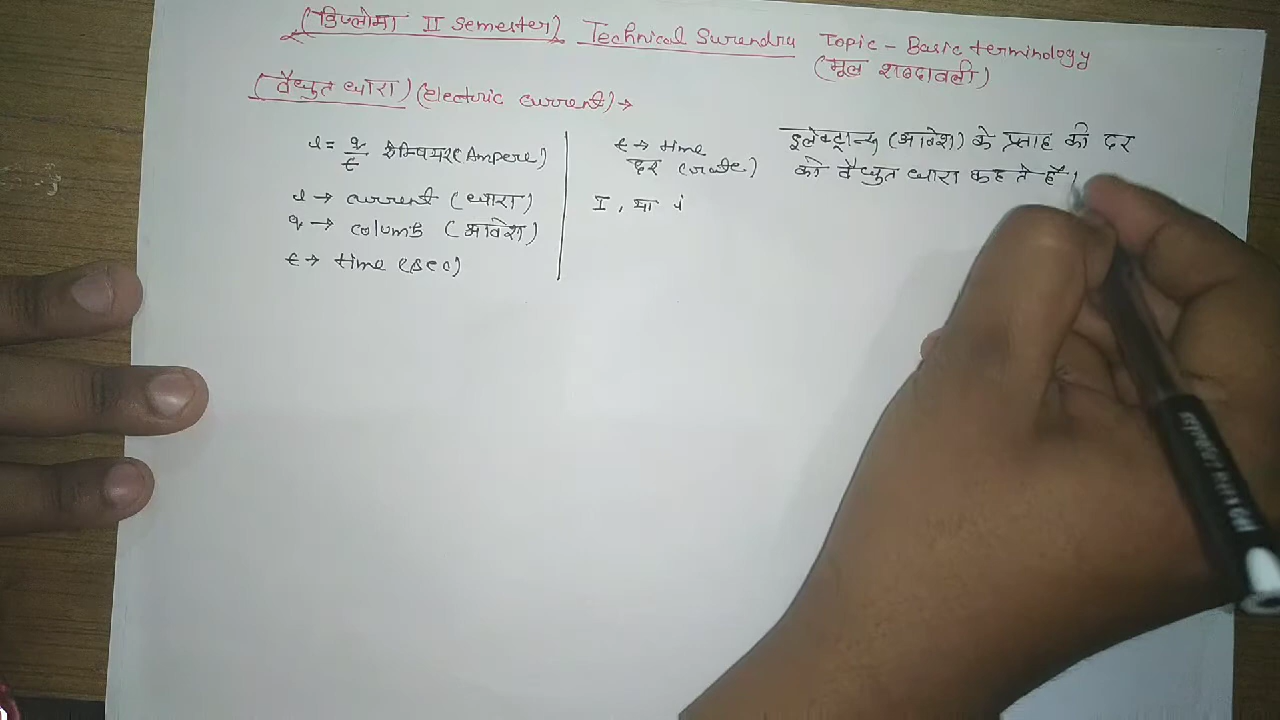 (डिप्लोमा II Semester) Technical Surendra Topic - Basic terminology
(मूल शब्दावली)
(वैधुत धारा) (electric current) →
i = q/t ऐम्पियर (Ampere)
i → current (धारा)
q → columb (आवेश)
t → time (sec)
t → time
दर (rate)
I, या i
इलेक्ट्रान्स (आवेश) के प्रवाह की दर
को वैधुत धारा कहते हैं।